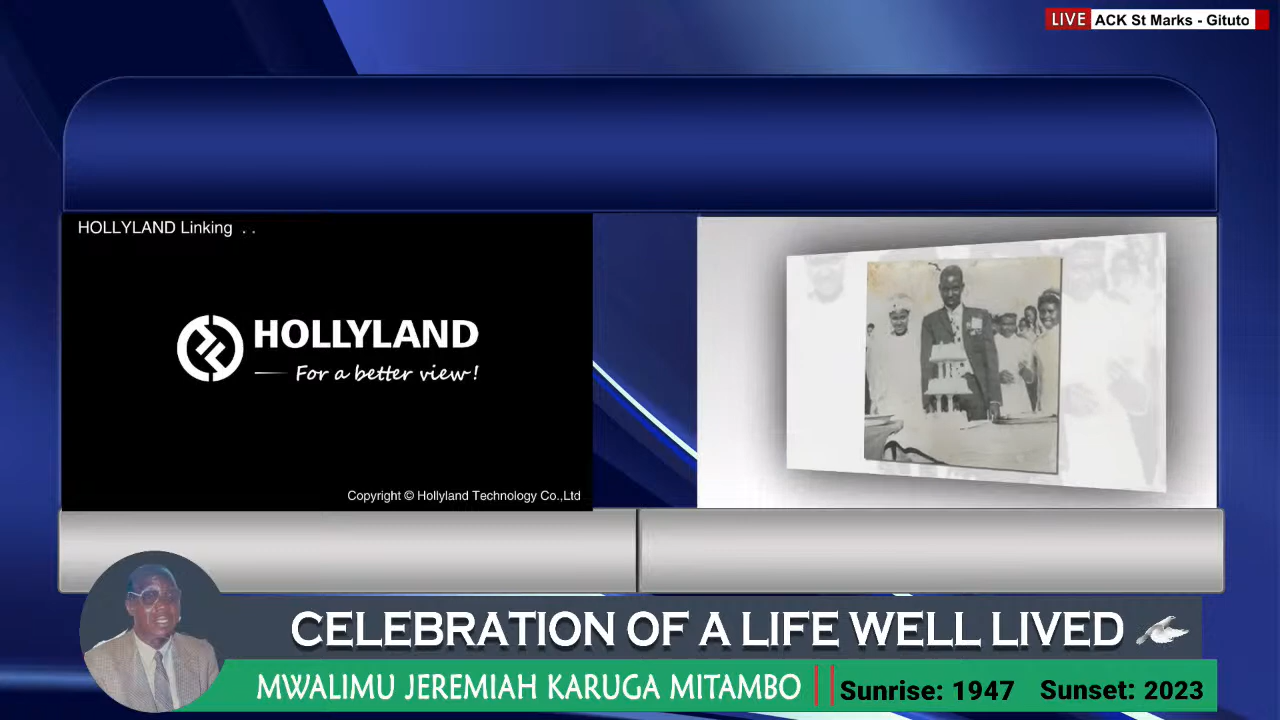 LIVE ACK St Marks - Gituto
HOLLYLAND Linking . .
HOLLYLAND
For a better view!
Copyright © Hollyland Technology Co.,Ltd
CELEBRATION OF A LIFE WELL LIVED
MWALIMU JEREMIAH KARUGA MITAMBO || Sunrise: 1947 Sunset: 2023